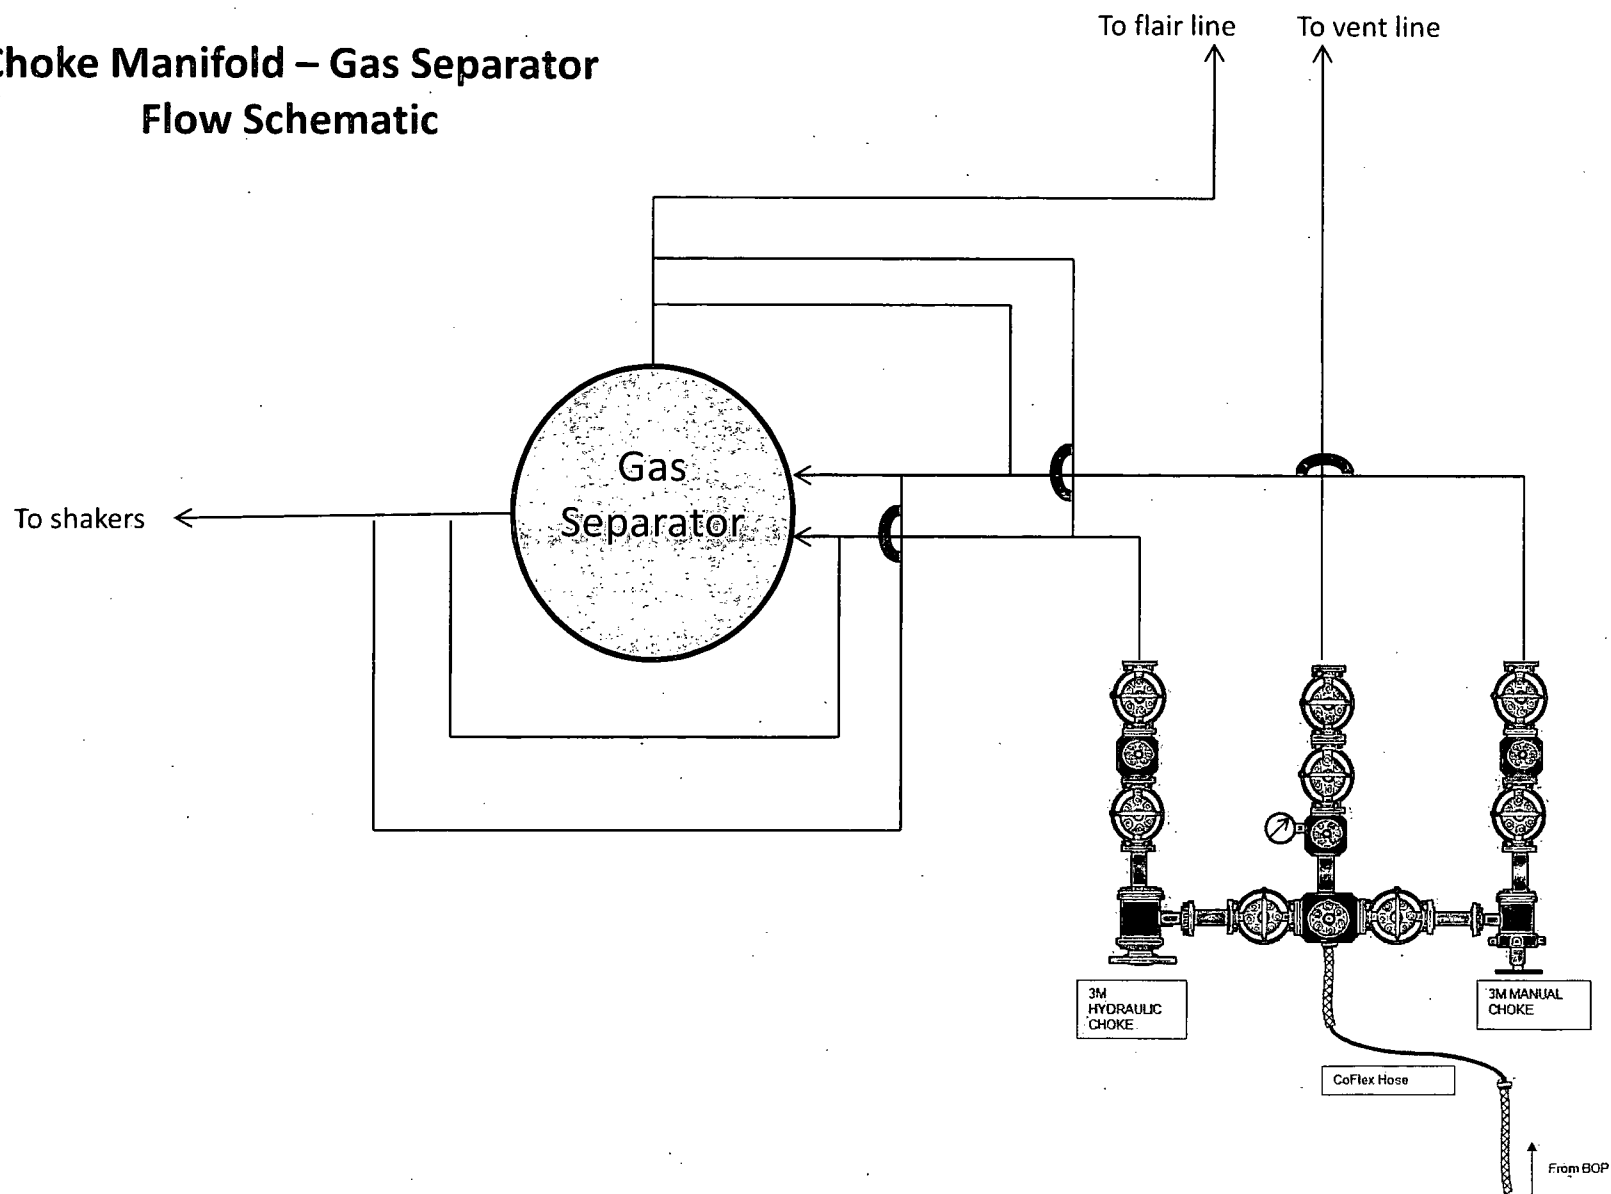 Choke Manifold – Gas Separator
Flow Schematic
To flair line
To vent line
Gas
Separator
To shakers
3M
HYDRAULIC
CHOKE
3M MANUAL
CHOKE
CoFlex Hose
From BOP